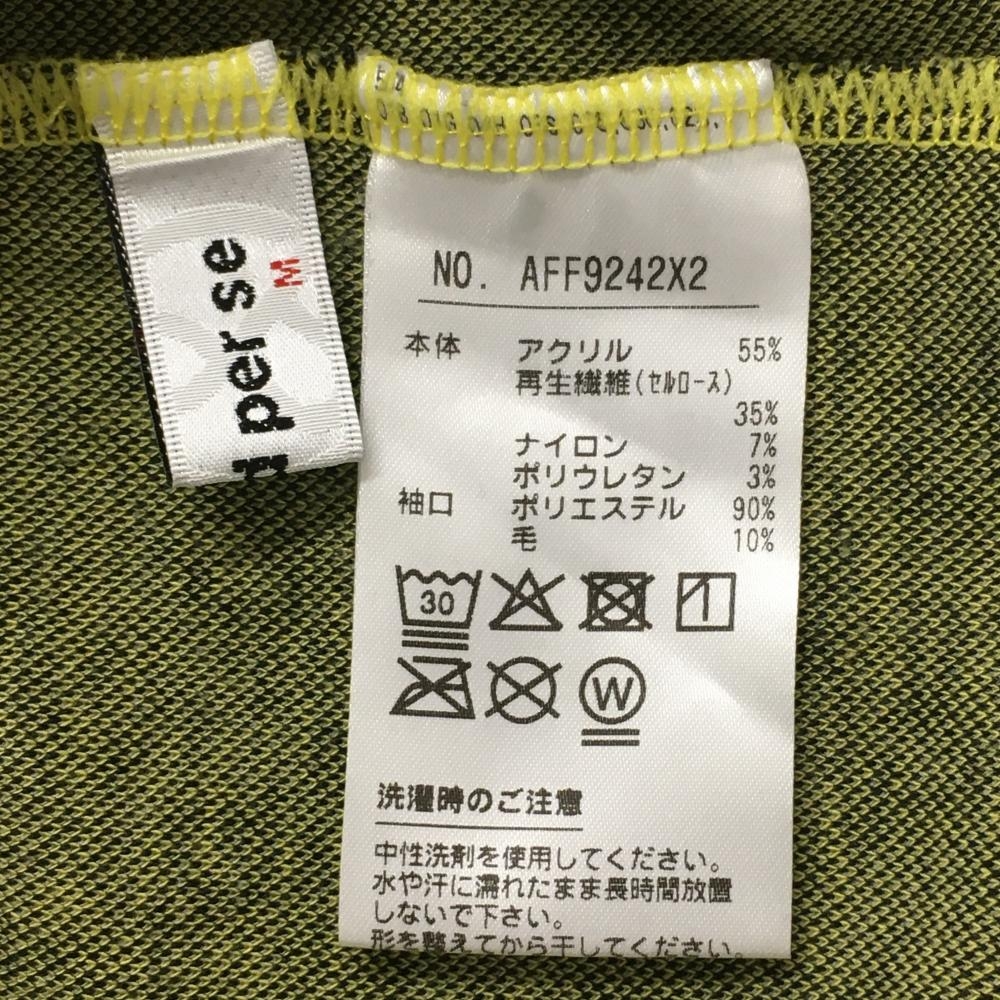 per se
M
NO. AFF9242X2
本体 アクリル 55%
再生繊維(セルロース)
35%
ナイロン 7%
ポリウレタン 3%
袖口 ポリエステル 90%
毛 10%
30
W
洗濯時のご注意
中性洗剤を使用してください。
水や汗に濡れたまま長時間放置
しないで下さい。
形を整えてから干してください。